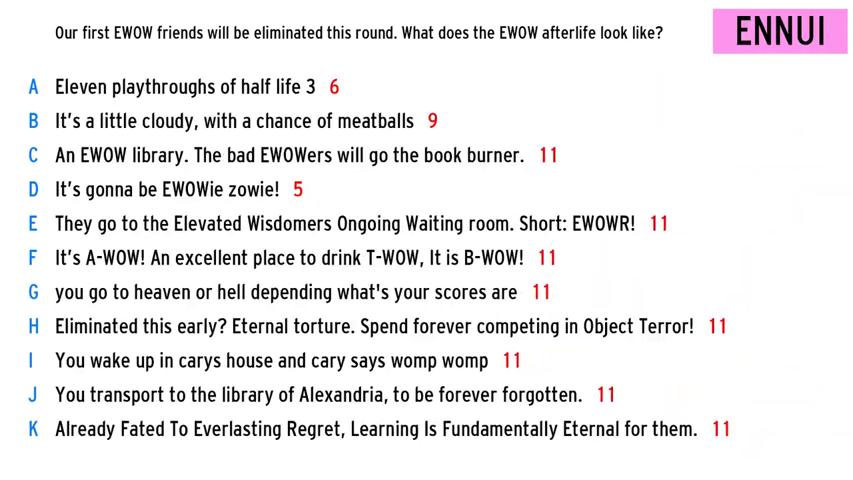 Our first EWOW friends will be eliminated this round. What does the EWOW afterlife look like?
ENNUI
A Eleven playthroughs of half life 3 6
B It's a little cloudy, with a chance of meatballs 9
C An EWOW library. The bad EWOWers will go the book burner. 11
D It's gonna be EWOWie zowie! 5
E They go to the Elevated Wisdomers Ongoing Waiting room. Short: EWOWR! 11
F It's A-WOW! An excellent place to drink T-WOW, It is B-WOW! 11
G you go to heaven or hell depending what's your scores are 11
H Eliminated this early? Eternal torture. Spend forever competing in Object Terror! 11
I You wake up in carys house and cary says womp womp 11
J You transport to the library of Alexandria, to be forever forgotten. 11
K Already Fated To Everlasting Regret, Learning Is Fundamentally Eternal for them. 11